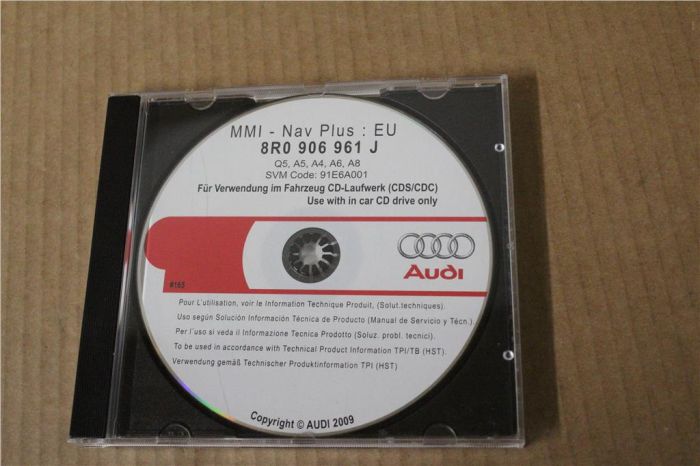 MMI - Nav Plus : EU
8R0 906 961 J
Q5, A5, A4, A6, A8
SVM Code: 91E6A001
Für Verwendung im Fahrzeug CD-Laufwerk (CDS/CDC)
Use with in car CD drive only
Audi
#163
Pour L'utilisation, voir le Information Technique Produit, (Solut.techniques).
Uso según Solución Información Técnica de Producto (Manual de Servicio y Técn.).
Per l'uso si veda il Informazione Tecnica Prodotto (Soluz. probl. tecnici).
To be used in accordance with Technical Product Information TPI/TB (HST).
Verwendung gemäß Technischer Produktinformation TPI (HST)
Copyright © AUDI 2009